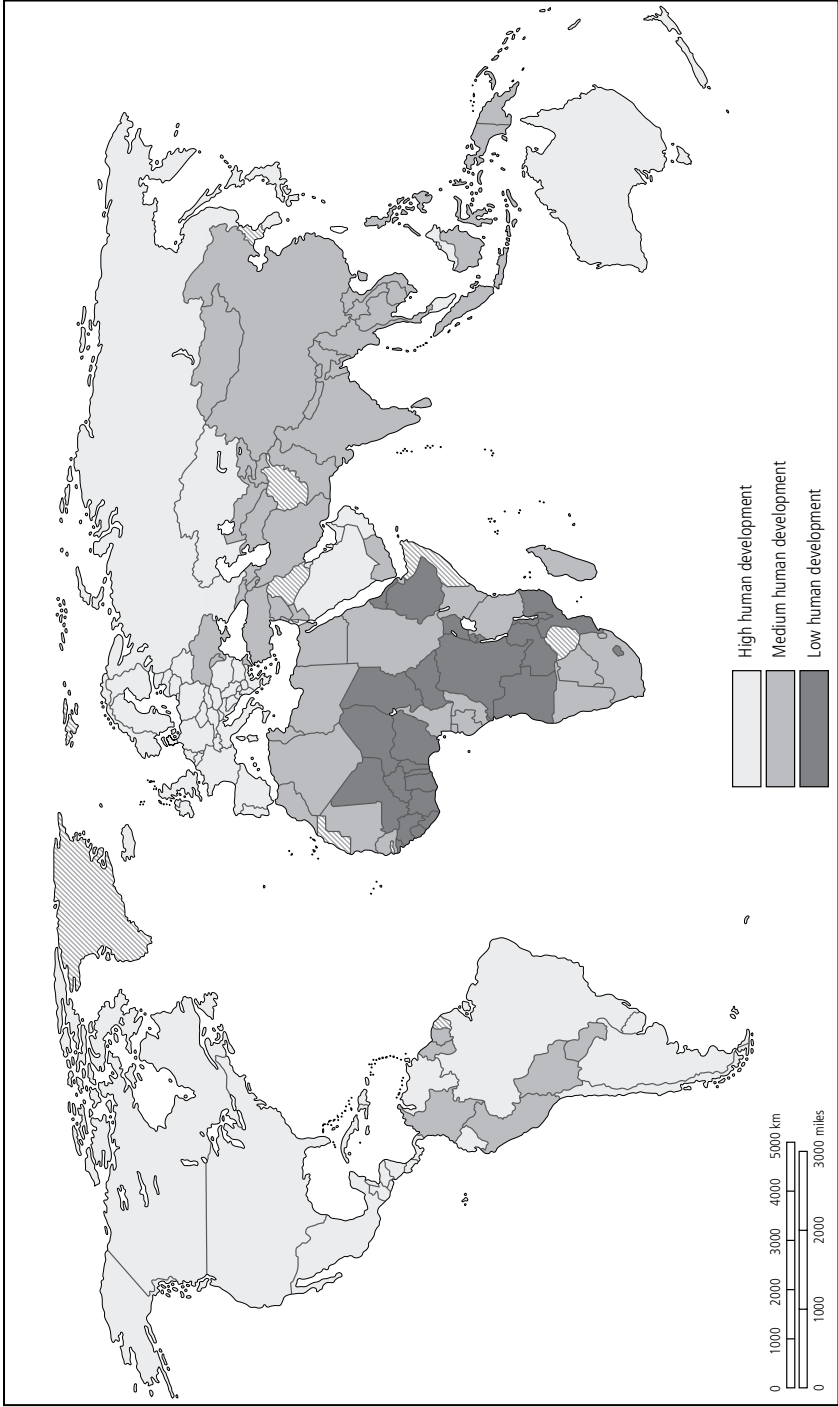 High human development
Medium human development
Low human development
0 1000 2000 3000 4000 5000 km
0 1000 2000 3000 miles